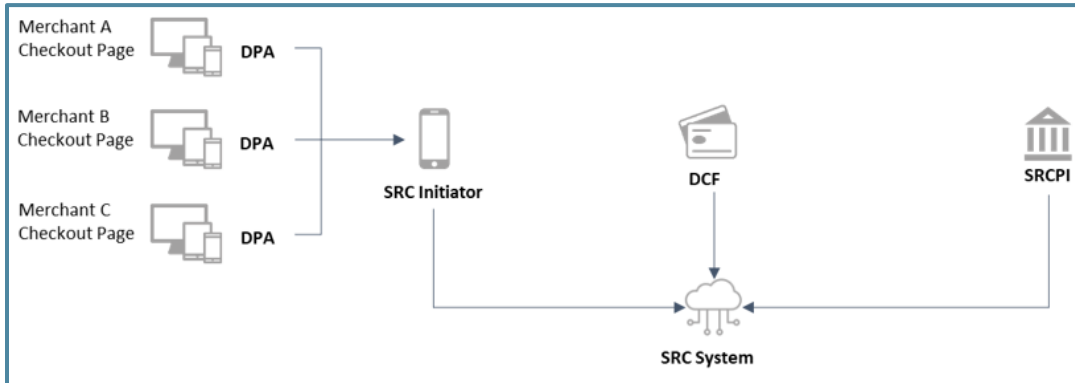 Merchant A
Checkout Page
DPA
Merchant B
Checkout Page
DPA
Merchant C
Checkout Page
DPA
SRC Initiator
DCF
SRCPI
SRC System